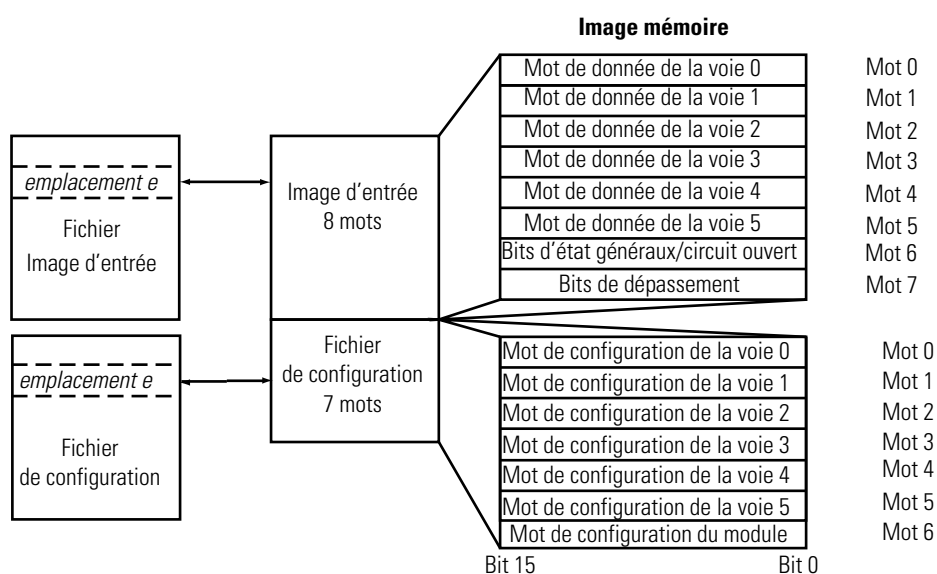 Image mémoire
emplacement e
Fichier
Image d'entrée
emplacement e
Fichier
de configuration
Image d'entrée
8 mots
Fichier
de configuration
7 mots
Mot de donnée de la voie 0 Mot 0
Mot de donnée de la voie 1 Mot 1
Mot de donnée de la voie 2 Mot 2
Mot de donnée de la voie 3 Mot 3
Mot de donnée de la voie 4 Mot 4
Mot de donnée de la voie 5 Mot 5
Bits d'état généraux/circuit ouvert Mot 6
Bits de dépassement Mot 7
Mot de configuration de la voie 0 Mot 0
Mot de configuration de la voie 1 Mot 1
Mot de configuration de la voie 2 Mot 2
Mot de configuration de la voie 3 Mot 3
Mot de configuration de la voie 4 Mot 4
Mot de configuration de la voie 5 Mot 5
Mot de configuration du module Mot 6
Bit 15 Bit 0